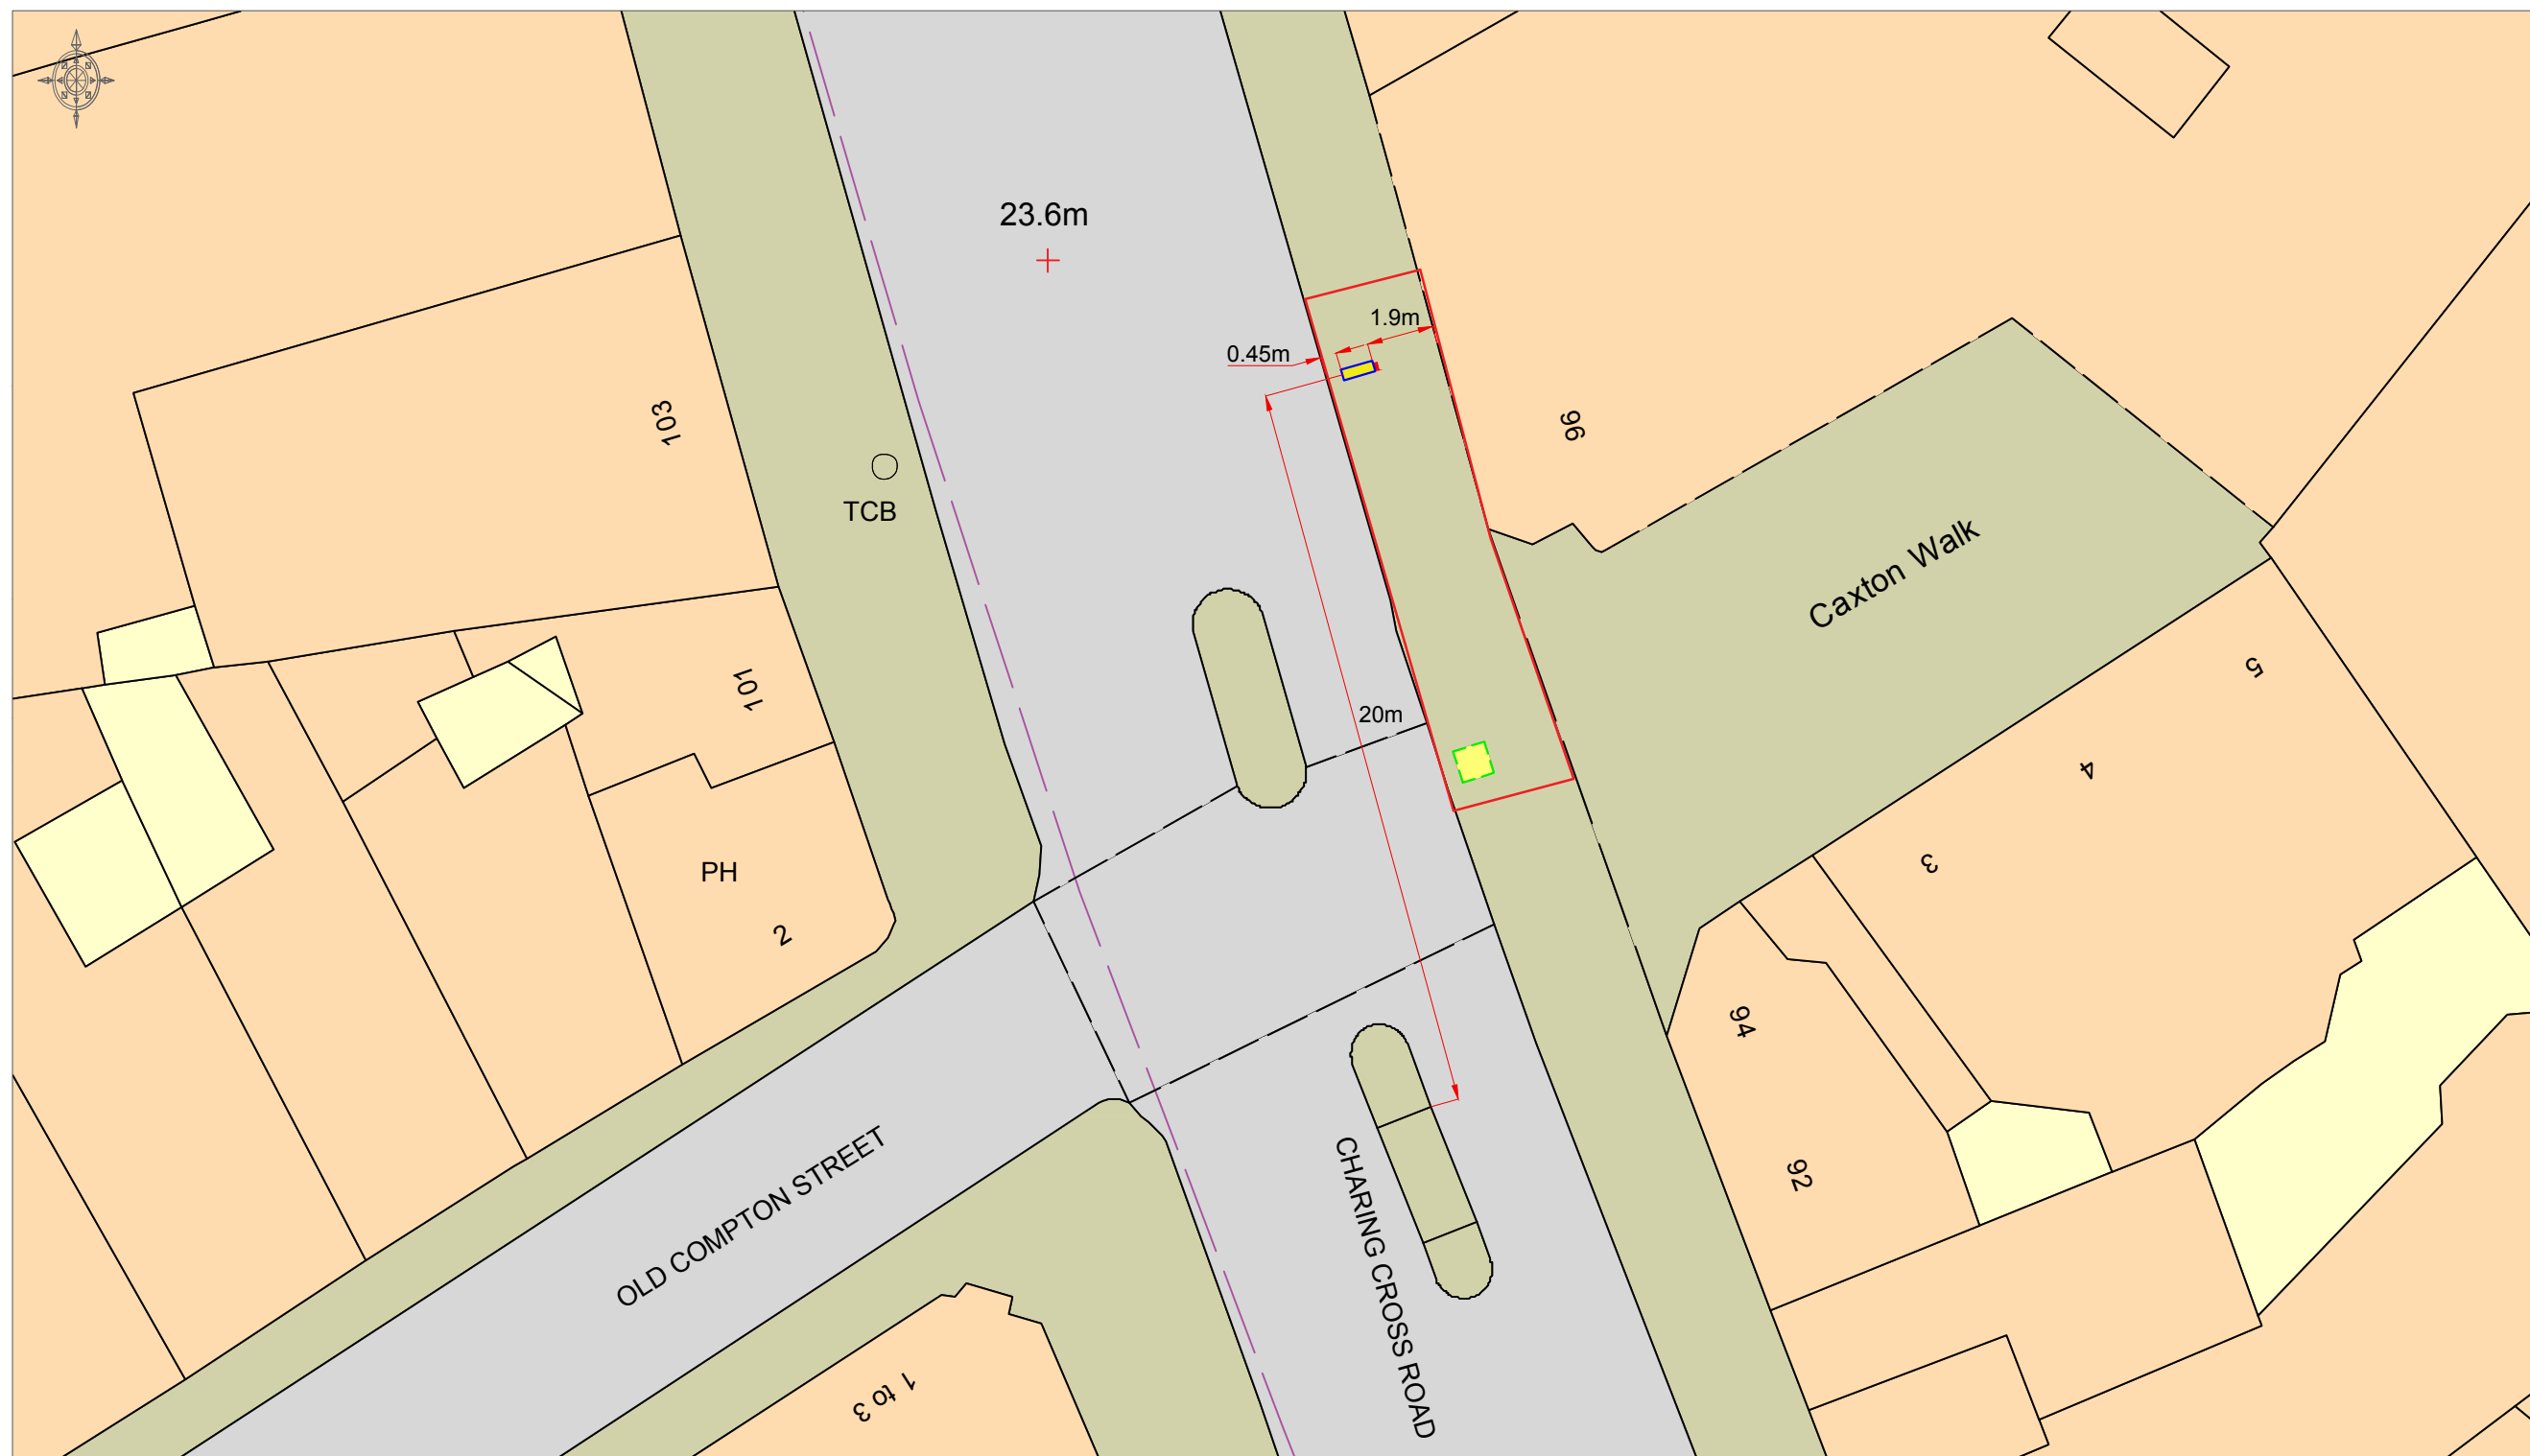 23.6m
1.9m
0.45m
103
96
TCB
Caxton Walk
101
20m
5
4
3
PH
2
94
92
OLD COMPTON STREET
CHARING CROSS ROAD
1 to 3